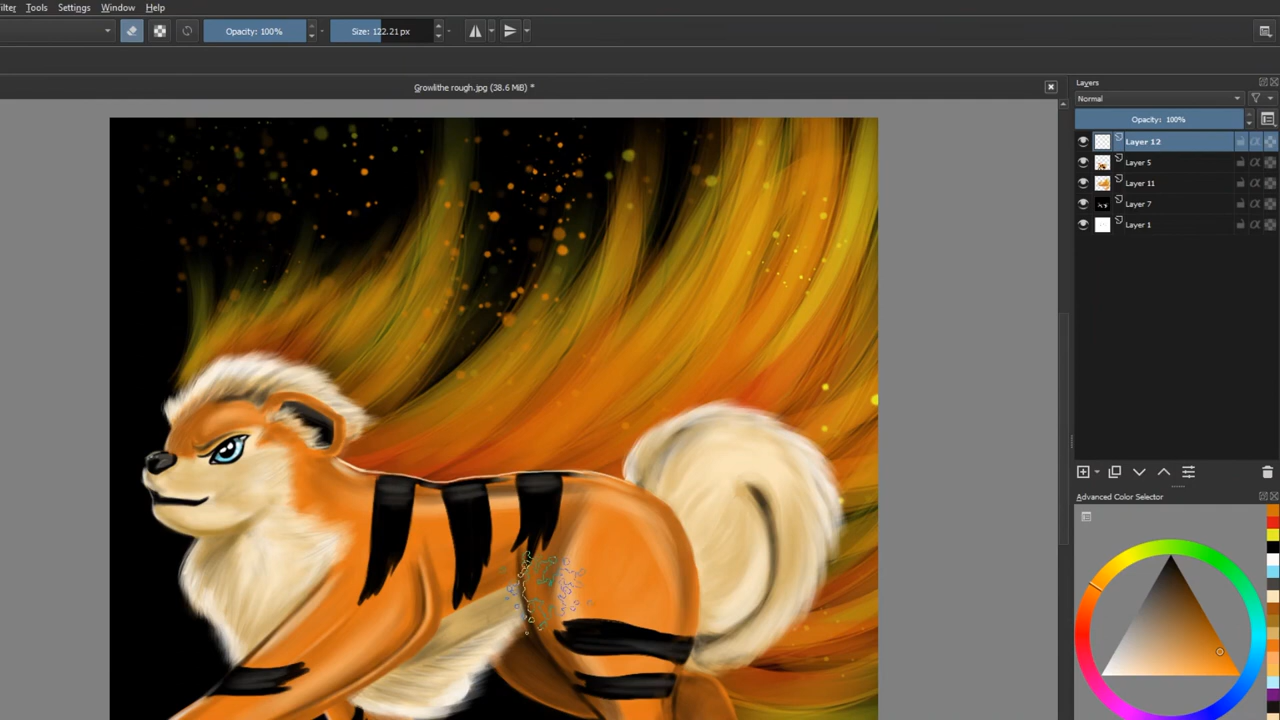 ilter Tools Settings Window Help
Opacity: 100% Size: 122.21 px
Growlithe rough.jpg (38.6 MiB) *
Layers
Normal
Opacity: 100%
Layer 12
Layer 5
Layer 11
Layer 7
Layer 1
Advanced Color Selector